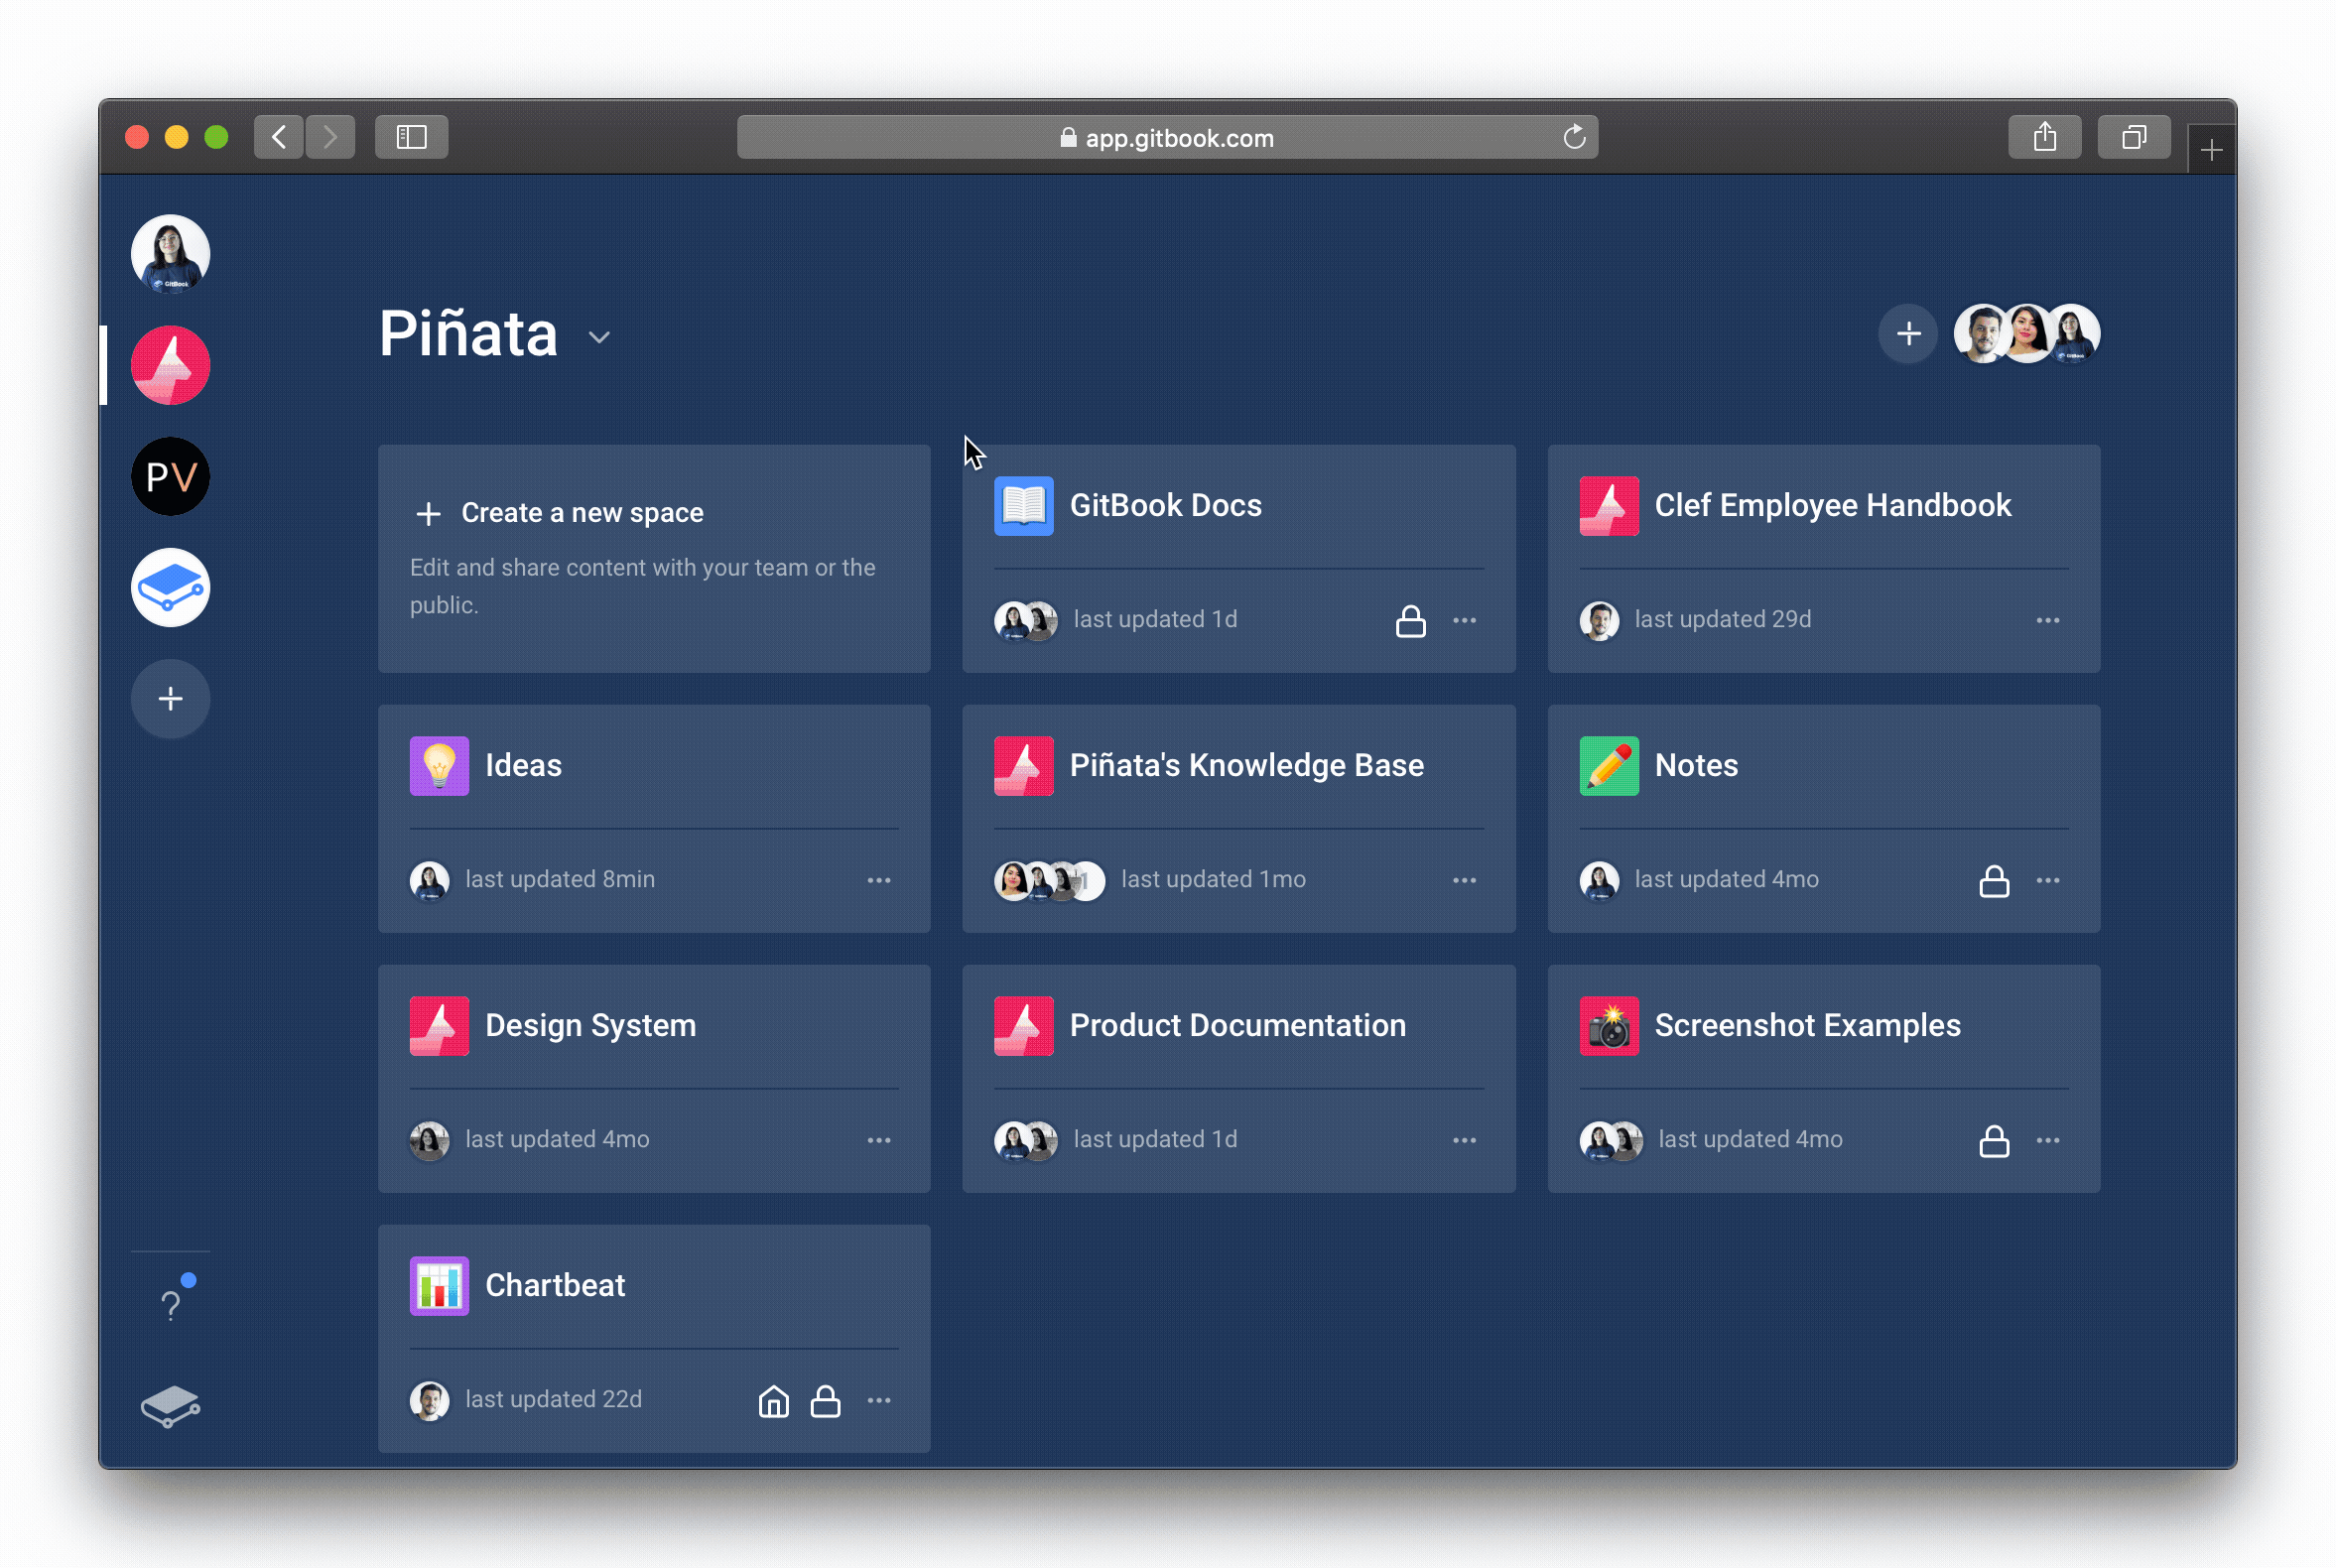 app.gitbook.com
GitBook
Piñata
PV
Create a new space
Edit and share content with your team or the
public.
GitBook Docs
last updated 1d
Clef Employee Handbook
last updated 29d
Ideas
last updated 8min
Piñata's Knowledge Base
last updated 1mo
Notes
last updated 4mo
Design System
last updated 4mo
Product Documentation
last updated 1d
Screenshot Examples
last updated 4mo
Chartbeat
last updated 22d
?